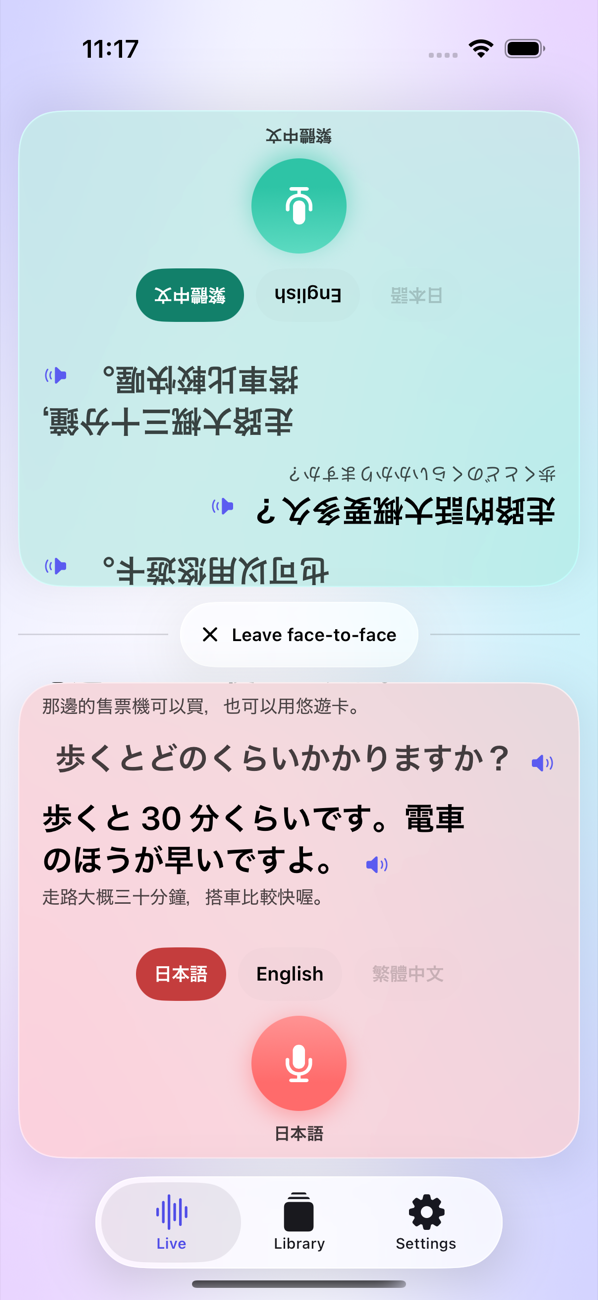 11:17
繁體中文
繁體中文
English
日本語
也可以用悠遊卡。
走路的話大概要多久？
歩くとどのくらいかかりますか？
走路大概三十分鐘，
搭車比較快喔。
Leave face-to-face
那邊的售票機可以買，也可以用悠遊卡。
歩くとどのくらいかかりますか？
歩くと 30 分くらいです。電車
のほうが早いですよ。
走路大概三十分鐘，搭車比較快喔。
日本語
English
繁體中文
日本語
Live
Library
Settings